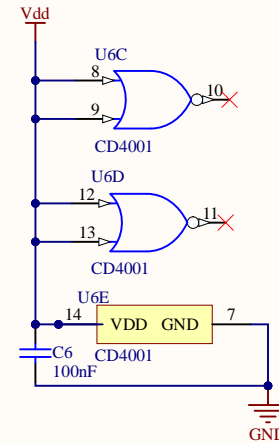 Vdd
U6C
8
10
9
CD4001
U6D
12
11
13
CD4001
U6E
14 VDD GND 7
C6 CD4001
100nF
GND